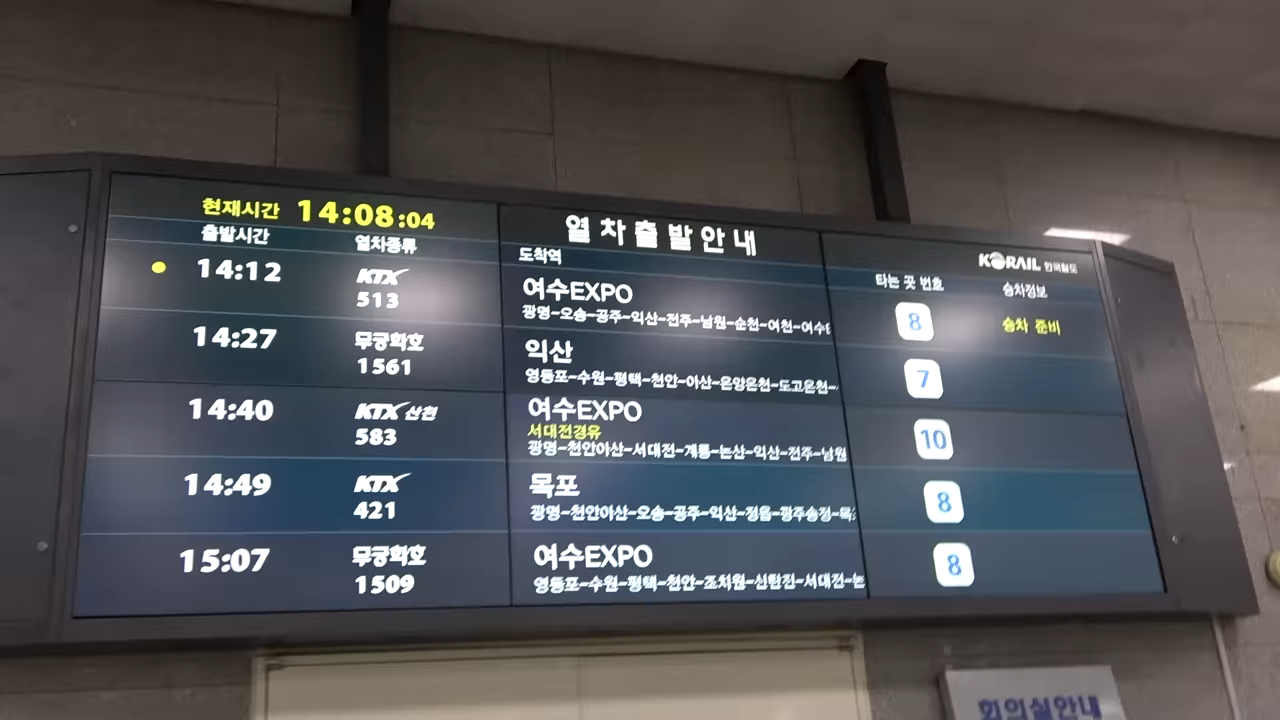 현재시간 14:08:04
열차출발안내
KORAIL 한국철도
출발시간 열차종류 도착역 타는 곳 번호 승차정보
14:12 KTX 513 여수EXPO 8 승차 준비
광명-오송-공주-익산-전주-남원-순천-여천-여수
14:27 무궁화호 1561 익산 7
영등포-수원-평택-천안-아산-온양온천-도고온천-
14:40 KTX 산천 583 여수EXPO 10
서대전경유
광명-천안아산-서대전-계룡-논산-익산-전주-남원
14:49 KTX 421 목포 8
광명-천안아산-오송-공주-익산-정읍-광주송정-목
15:07 무궁화호 1509 여수EXPO 8
영등포-수원-평택-천안-조치원-신탄진-서대전-논
회의실안내